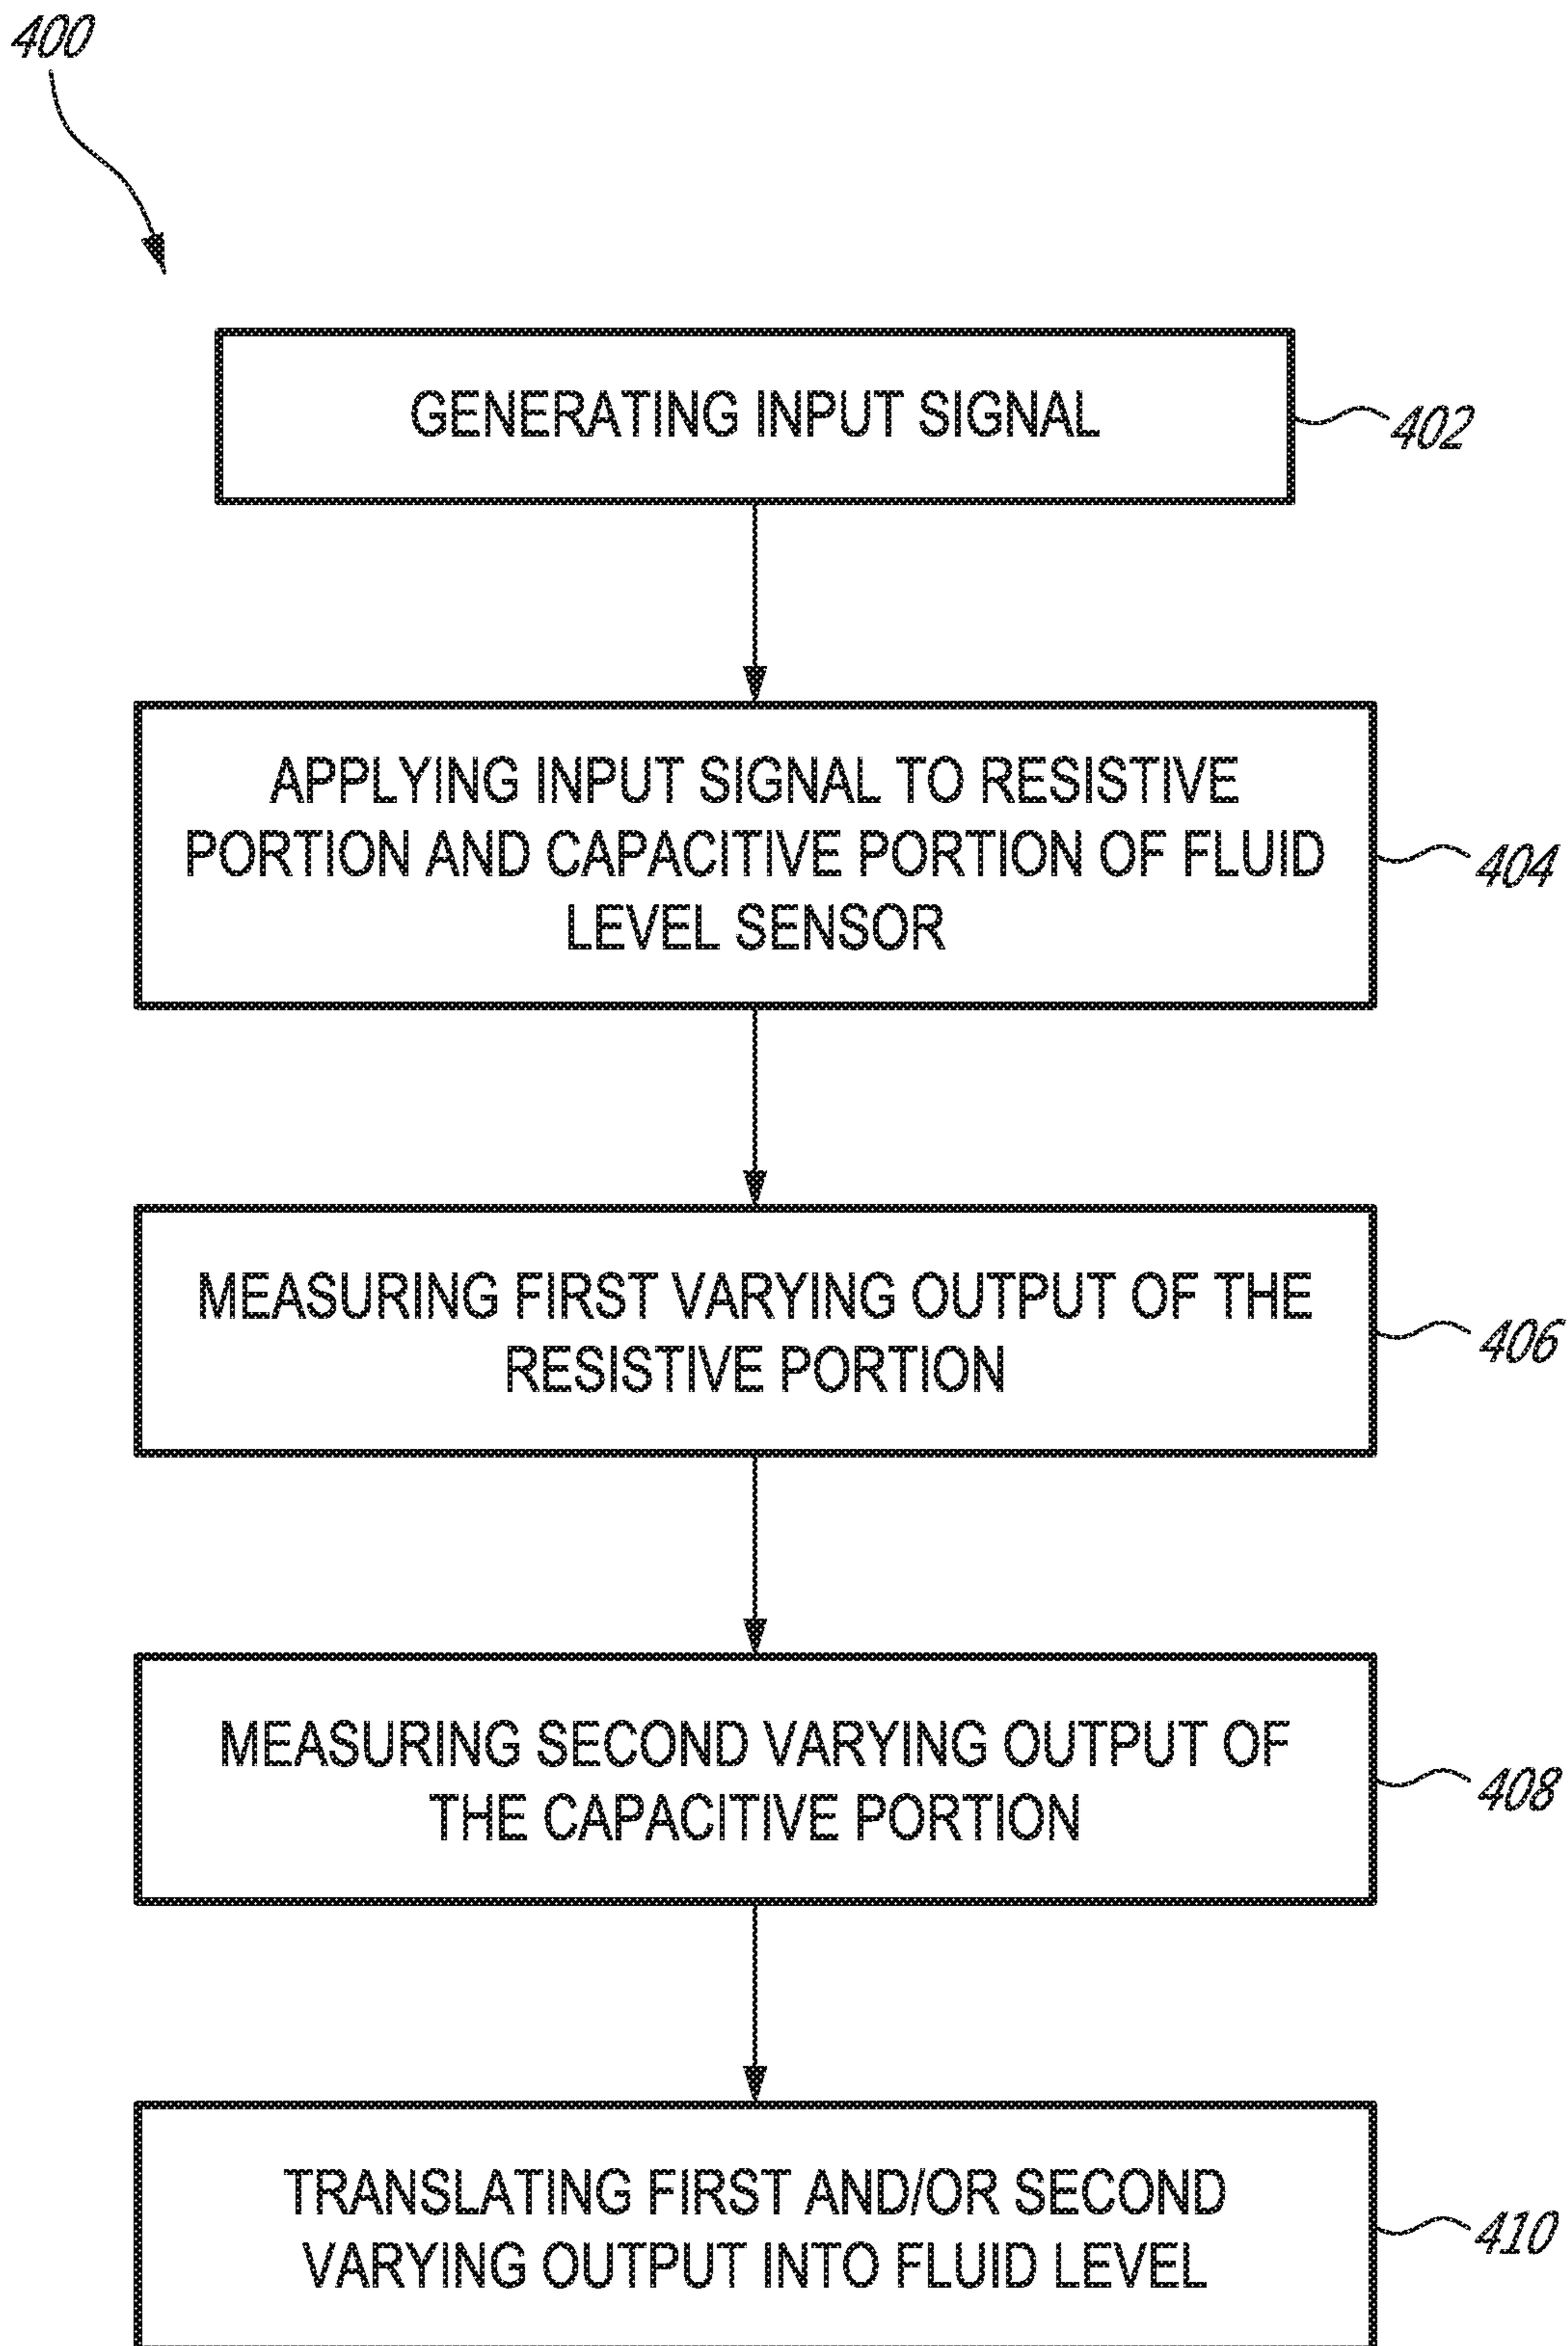 400
GENERATING INPUT SIGNAL
402
APPLYING INPUT SIGNAL TO RESISTIVE
PORTION AND CAPACITIVE PORTION OF FLUID
LEVEL SENSOR
404
MEASURING FIRST VARYING OUTPUT OF THE
RESISTIVE PORTION
406
MEASURING SECOND VARYING OUTPUT OF
THE CAPACITIVE PORTION
408
TRANSLATING FIRST AND/OR SECOND
VARYING OUTPUT INTO FLUID LEVEL
410